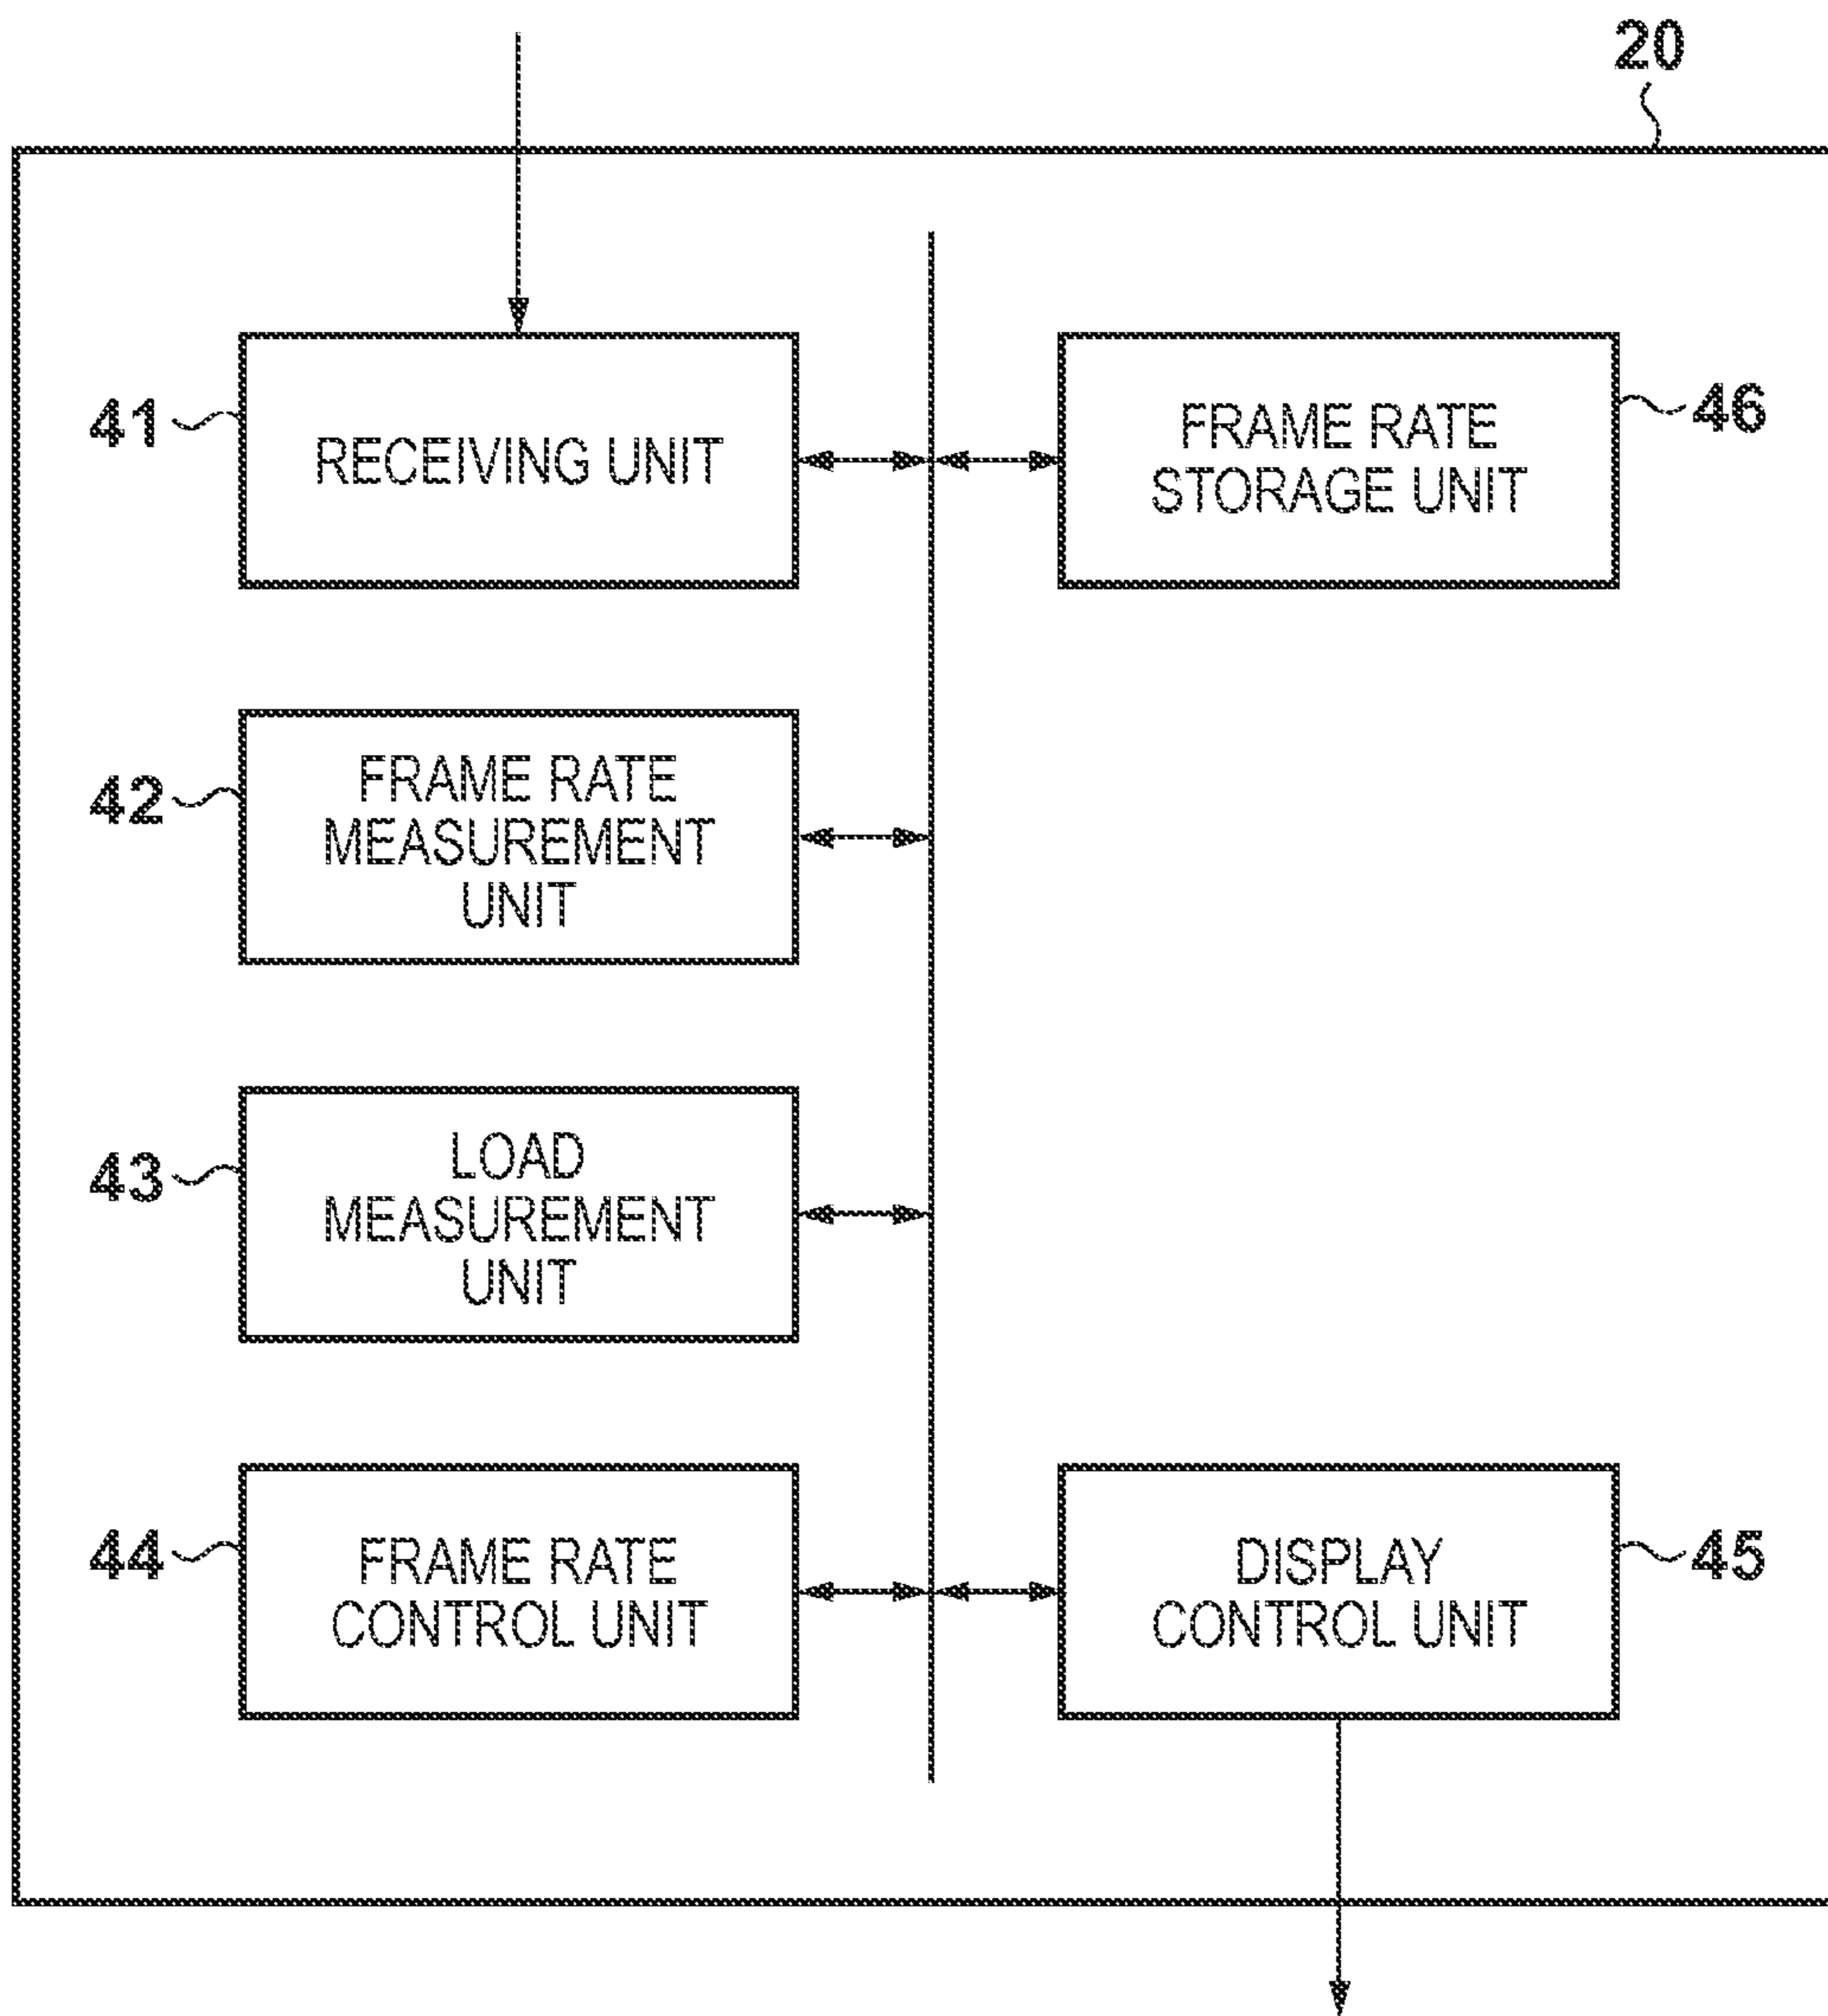 20
41
RECEIVING UNIT
46
FRAME RATE
STORAGE UNIT
42
FRAME RATE
MEASUREMENT
UNIT
43
LOAD
MEASUREMENT
UNIT
44
FRAME RATE
CONTROL UNIT
45
DISPLAY
CONTROL UNIT